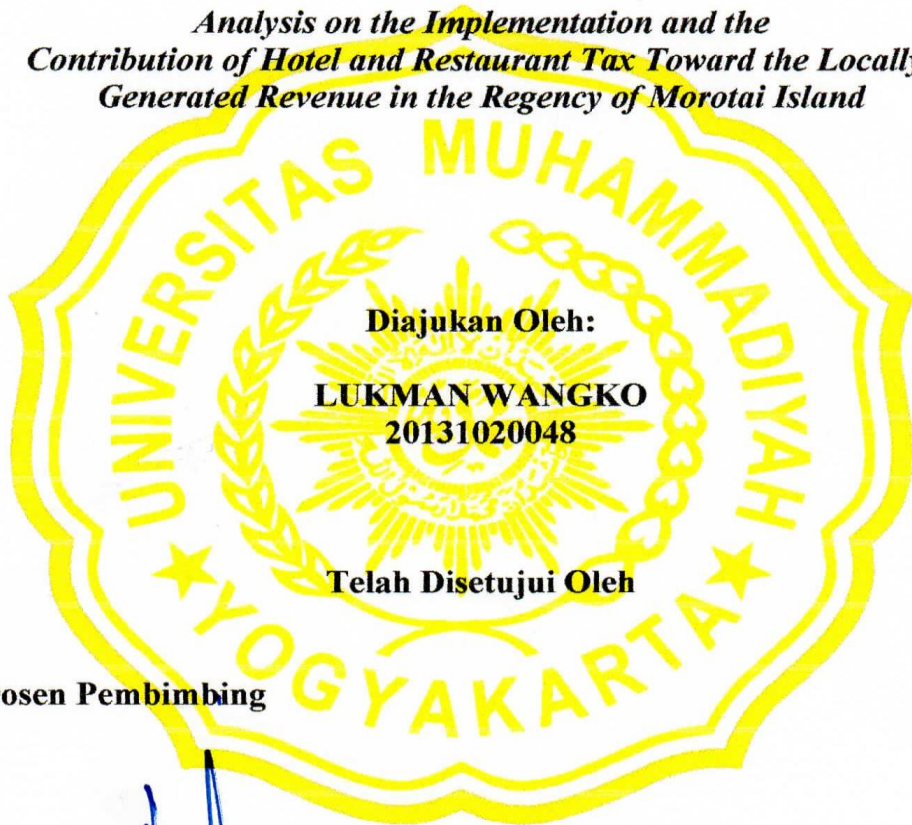 Analysis on the Implementation and the
Contribution of Hotel and Restaurant Tax Toward the Locally
Generated Revenue in the Regency of Morotai Island
UNIVERSITAS MUHAMMADIYAH
Diajukan Oleh:
LUKMAN WANGKO
20131020048
Telah Disetujui Oleh
YOGYAKARTA
osen Pembimbing